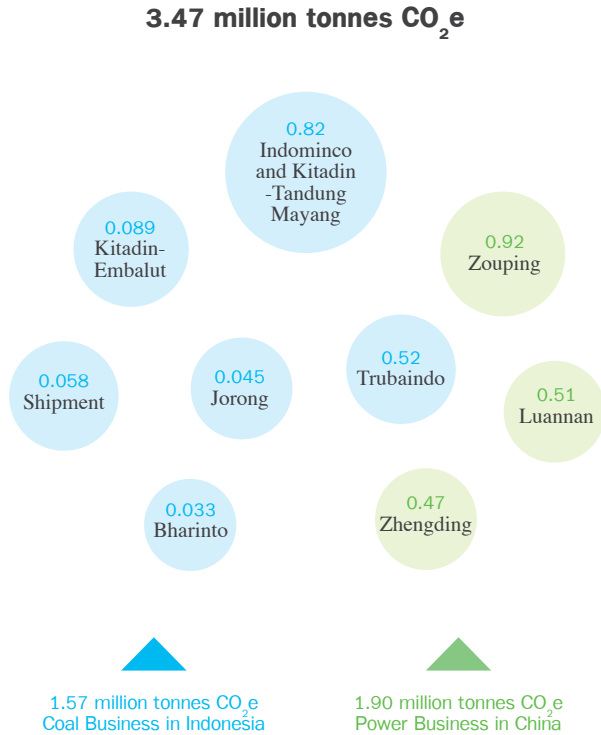 3.47 million tonnes CO₂e
0.82
Indominco
and Kitadin
-Tandung
Mayang
0.089
Kitadin-
Embalut
0.92
Zouping
0.058
Shipment
0.045
Jorong
0.52
Trubaindo
0.51
Luannan
0.033
Bharinto
0.47
Zhengding
1.57 million tonnes CO₂e
Coal Business in Indonesia
1.90 million tonnes CO₂e
Power Business in China